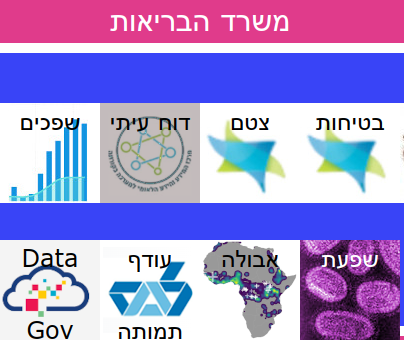 משרד הבריאות
בטיחות
צטם
דוח עיתי
שפכים
שפעת
אבולה
עודף
תמותה
Data
Gov